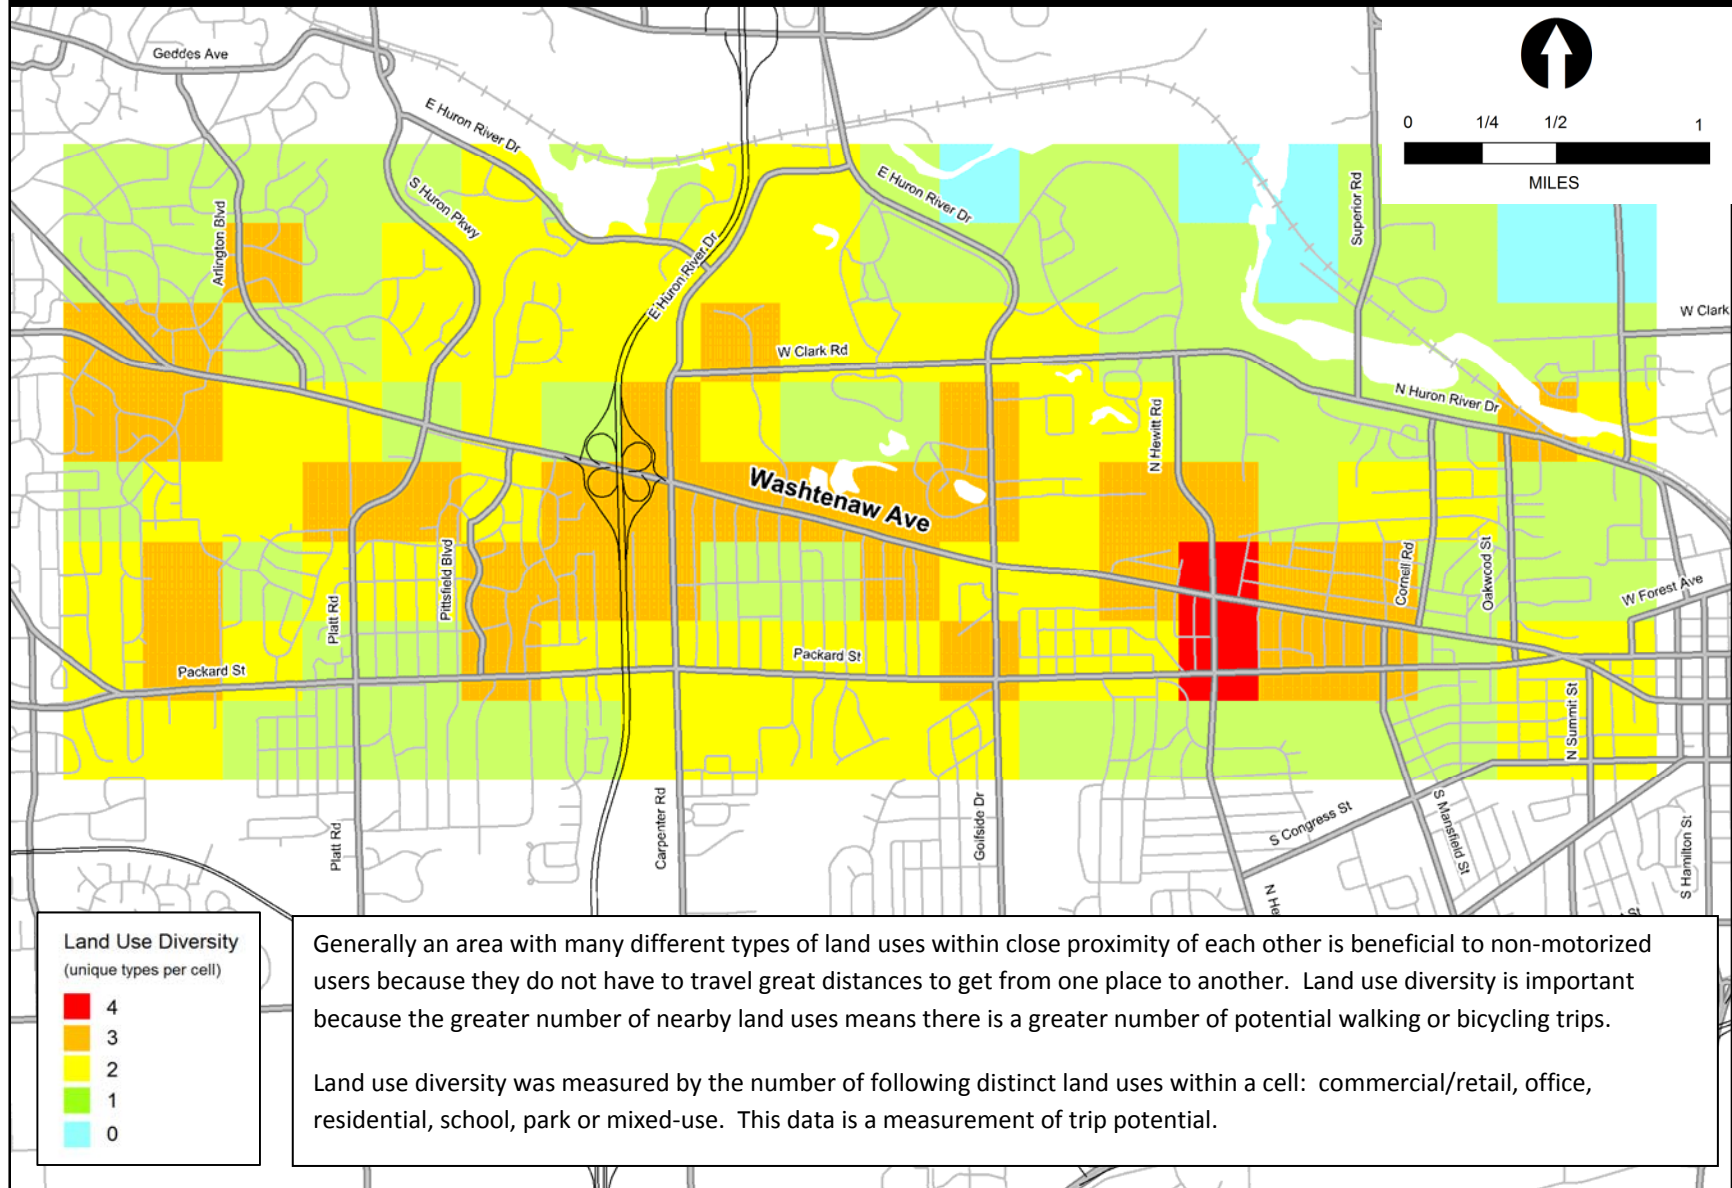 Geddes Ave
E Huron River Dr
S Huron Pkwy
Arlington Blvd
E Huron River Dr
E Huron River Dr
Superior Rd
0 1/4 1/2 1
MILES
W Clark
W Clark Rd
N Huron River Dr
N Hewitt Rd
Washtenaw Ave
Platt Rd
Pittsfield Blvd
Cornell Rd
Oakwood St
W Forest Ave
Packard St
Packard St
N Summit St
Platt Rd
Carpenter Rd
Golfside Dr
S Congress St
S Mansfield St
S Hamilton St
N He
St
Land Use Diversity
(unique types per cell)
4
3
2
1
0
Generally an area with many different types of land uses within close proximity of each other is beneficial to non-motorized
users because they do not have to travel great distances to get from one place to another. Land use diversity is important
because the greater number of nearby land uses means there is a greater number of potential walking or bicycling trips.
Land use diversity was measured by the number of following distinct land uses within a cell: commercial/retail, office,
residential, school, park or mixed-use. This data is a measurement of trip potential.